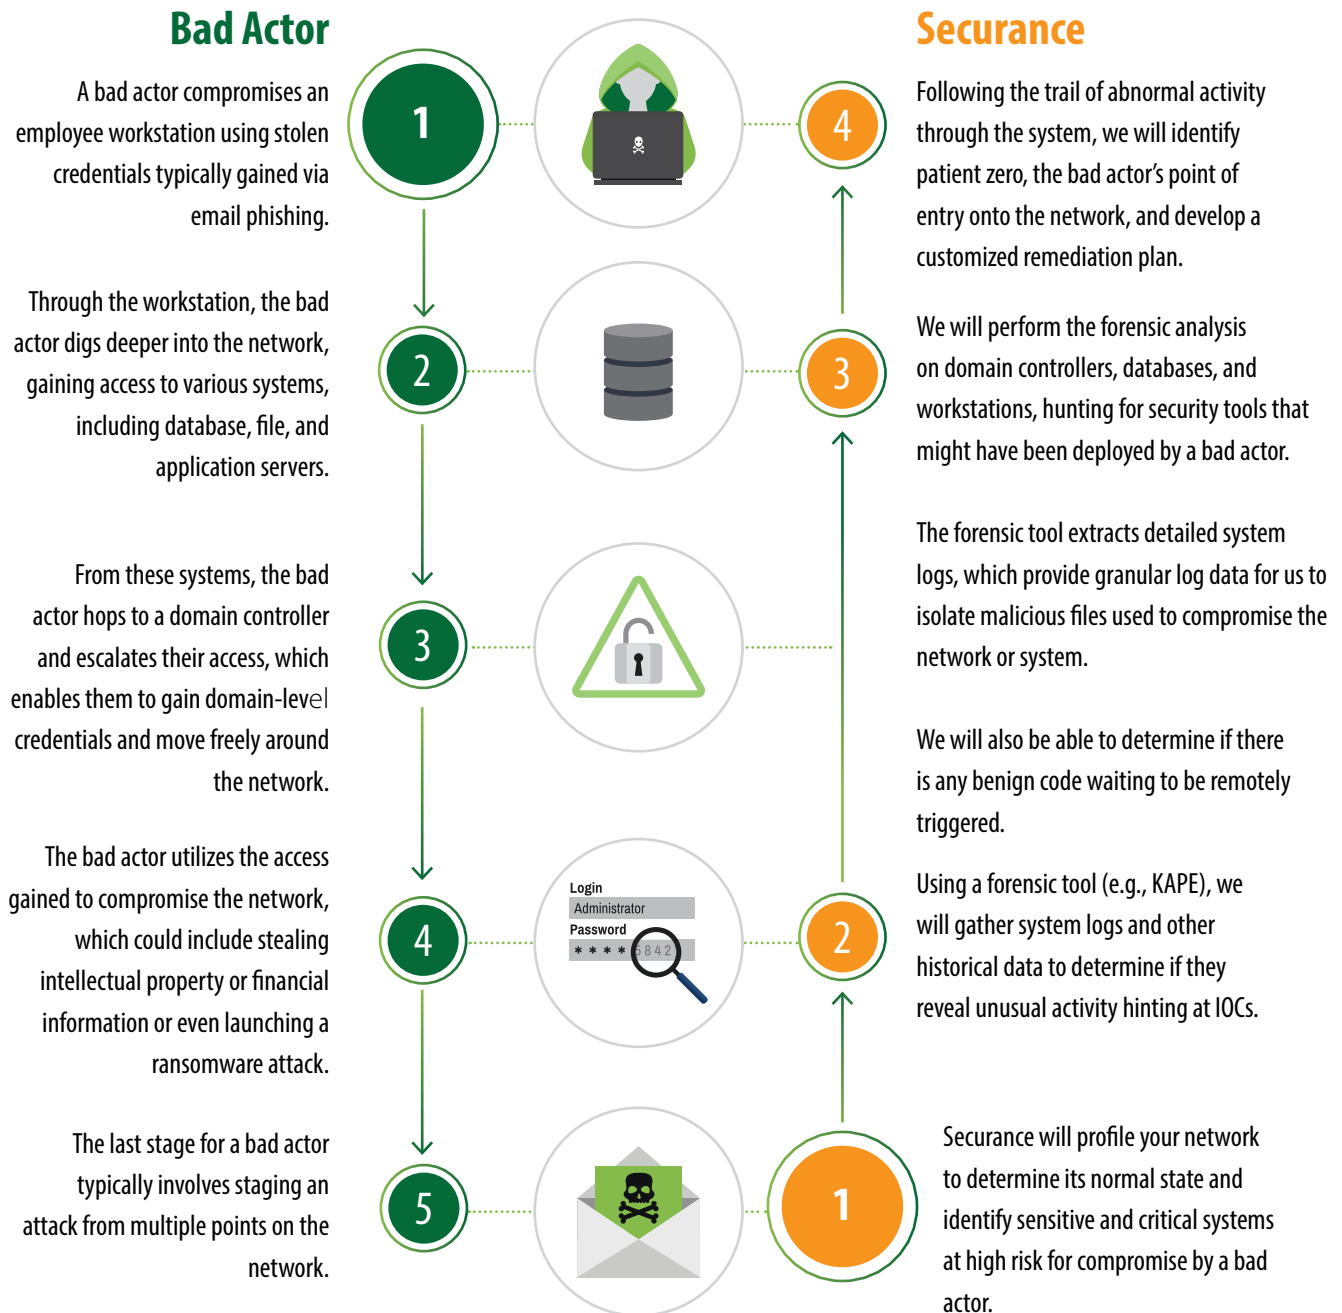 Bad Actor
A bad actor compromises an
employee workstation using stolen
credentials typically gained via
email phishing.
1
Through the workstation, the bad
actor digs deeper into the network,
gaining access to various systems,
including database, file, and
application servers.
2
From these systems, the bad
actor hops to a domain controller
and escalates their access, which
enables them to gain domain-level
credentials and move freely around
the network.
3
The bad actor utilizes the access
gained to compromise the network,
which could include stealing
intellectual property or financial
information or even launching a
ransomware attack.
4
The last stage for a bad actor
typically involves staging an
attack from multiple points on the
network.
5
Login
Administrator
Password
* * * * 5842
Securance
4
Following the trail of abnormal activity
through the system, we will identify
patient zero, the bad actor’s point of
entry onto the network, and develop a
customized remediation plan.
3
We will perform the forensic analysis
on domain controllers, databases, and
workstations, hunting for security tools that
might have been deployed by a bad actor.
The forensic tool extracts detailed system
logs, which provide granular log data for us to
isolate malicious files used to compromise the
network or system.
We will also be able to determine if there
is any benign code waiting to be remotely
triggered.
2
Using a forensic tool (e.g., KAPE), we
will gather system logs and other
historical data to determine if they
reveal unusual activity hinting at IOCs.
1
Securance will profile your network
to determine its normal state and
identify sensitive and critical systems
at high risk for compromise by a bad
actor.